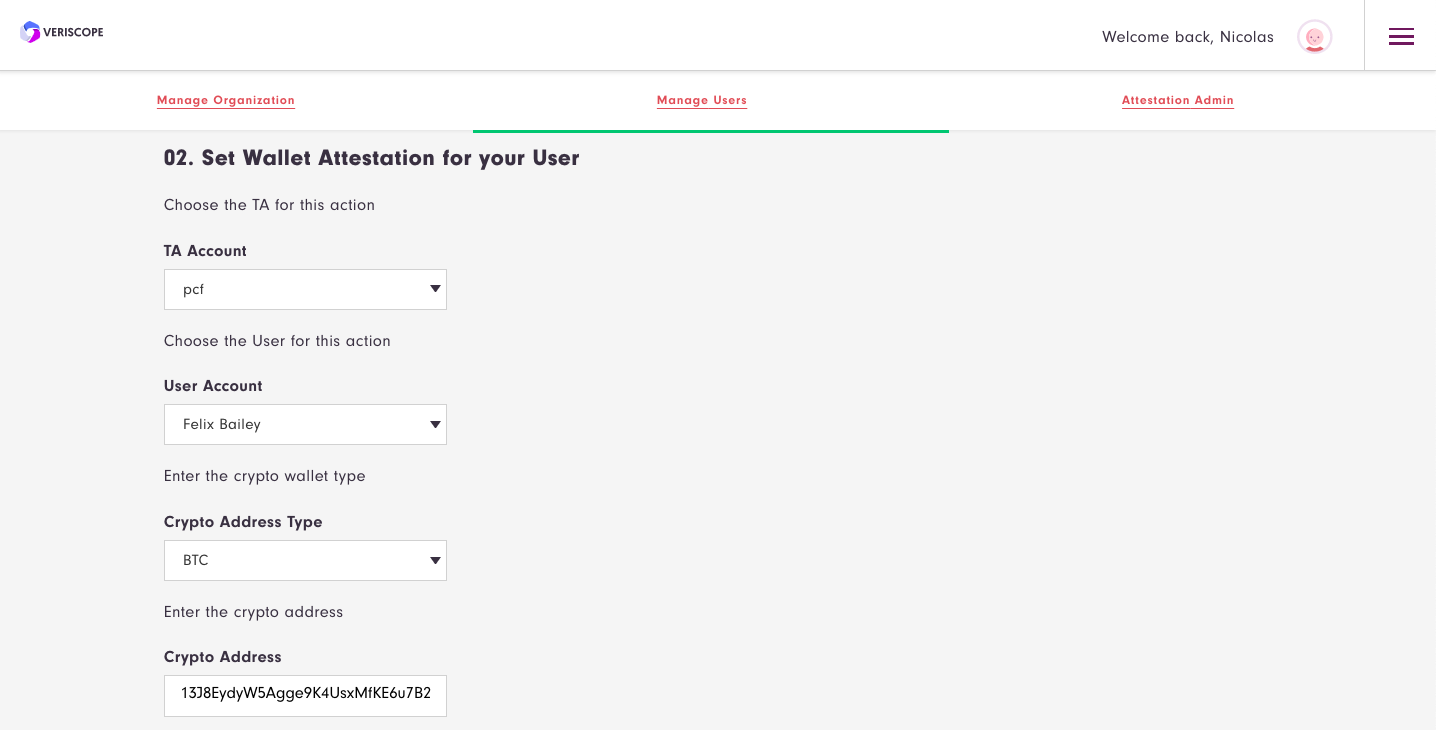 VERISCOPE
Welcome back, Nicolas
Manage Organization
Manage Users
Attestation Admin
02. Set Wallet Attestation for your User
Choose the TA for this action
TA Account
pcf
Choose the User for this action
User Account
Felix Bailey
Enter the crypto wallet type
Crypto Address Type
BTC
Enter the crypto address
Crypto Address
13J8EydyW5Agge9K4UsxMfKE6u7B2